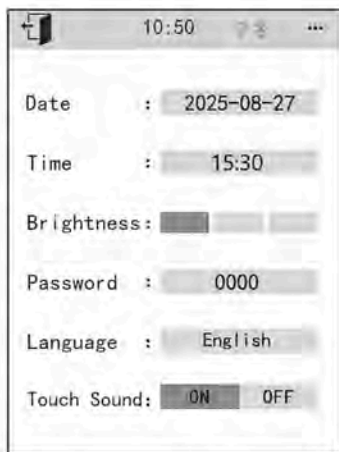 10:50 ...
Date : 2025-08-27
Time : 15:30
Brightness:
Password : 0000
Language : English
Touch Sound: ON OFF